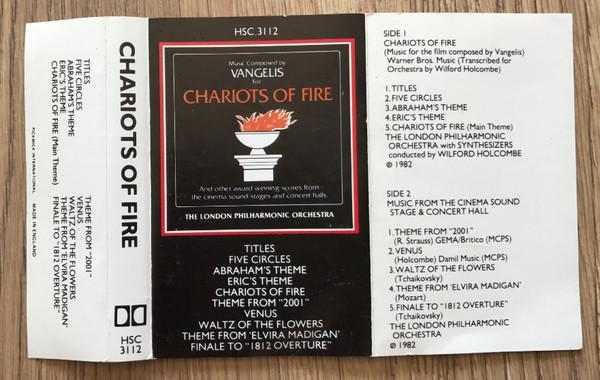 TITLES
FIVE CIRCLES
ABRAHAM'S THEME
ERIC'S THEME
CHARIOTS OF FIRE (Main Theme)
THEME FROM "2001"
VENUS
WALTZ OF THE FLOWERS
THEME FROM 'ELVIRA MADIGAN'
FINALE TO "1812 OVERTURE"
PICKWICK INTERNATIONAL MADE IN ENGLAND
CHARIOTS OF FIRE
HSC
3112
HSC 3112
Music Composed by
VANGELIS
for
CHARIOTS OF FIRE
And other award winning scores from
the cinema sound stages and concert halls.
THE LONDON PHILHARMONIC ORCHESTRA
TITLES
FIVE CIRCLES
ABRAHAM'S THEME
ERIC'S THEME
CHARIOTS OF FIRE
THEME FROM "2001"
VENUS
WALTZ OF THE FLOWERS
THEME FROM 'ELVIRA MADIGAN'
FINALE TO "1812 OVERTURE"
SIDE 1
CHARIOTS OF FIRE
(Music for the film composed by Vangelis)
Warner Bros. Music (Transcribed for
Orchestra by Wilford Holcombe)
1. TITLES
2. FIVE CIRCLES
3. ABRAHAM'S THEME
4. ERIC'S THEME
5. CHARIOTS OF FIRE (Main Theme)
THE LONDON PHILHARMONIC
ORCHESTRA with SYNTHESIZERS
conducted by WILFORD HOLCOMBE
℗ 1982
SIDE 2
MUSIC FROM THE CINEMA SOUND
STAGE & CONCERT HALL
1. THEME FROM "2001"
(R. Strauss) GEMA/Britico (MCPS)
2. VENUS
(Holcombe) Damil Music (MCPS)
3. WALTZ OF THE FLOWERS
(Tchaikovsky)
4. THEME FROM 'ELVIRA MADIGAN'
(Mozart)
5. FINALE TO "1812 OVERTURE"
(Tchaikovsky)
THE LONDON PHILHARMONIC
ORCHESTRA
℗ 1982